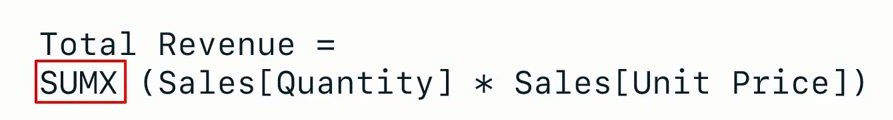 Total Revenue =
SUMX (Sales[Quantity] * Sales[Unit Price])